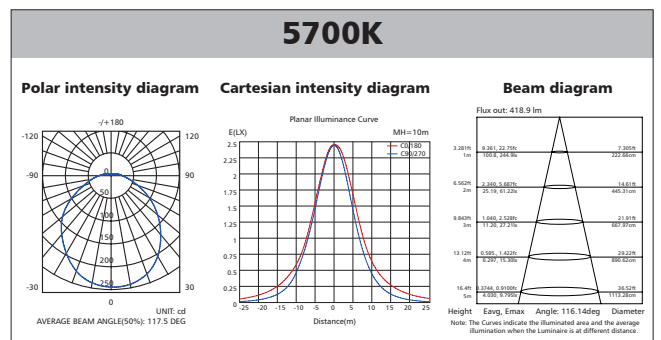 5700K
Polar intensity diagram
Cartesian intensity diagram
Beam diagram
-/+180
-120
120
-90
90
-30
30
0
50
100
150
200
250
0
UNIT: cd
AVERAGE BEAM ANGLE(50%): 117.5 DEG
Planar Illuminance Curve
E(LX)
MH=10m
C0/180
C90/270
2.5
2.25
2
1.75
1.5
1.25
1
0.75
0.5
0.25
0
-25 -20 -15 -10 -5 0 5 10 15 20 25
Distance(m)
Flux out: 418.9 lm
3.281ft 9.361, 22.75fc 7.305ft
1m 100.8, 244.9lx 222.66cm
6.562ft 2.340, 5.687fc 14.61ft
2m 25.19, 61.22lx 445.31cm
9.843ft 1.040, 2.528fc 21.91ft
3m 11.20, 27.21lx 667.97cm
13.12ft 0.585, 1.422fc 29.22ft
4m 6.297, 15.30lx 890.62cm
16.4ft 0.3744, 0.9100fc 36.52ft
5m 4.030, 9.795lx 1113.28cm
Height Eavg, Emax Angle: 116.14deg Diameter
Note: The Curves indicate the illuminated area and the average
illumination when the Luminaire is at different distance.